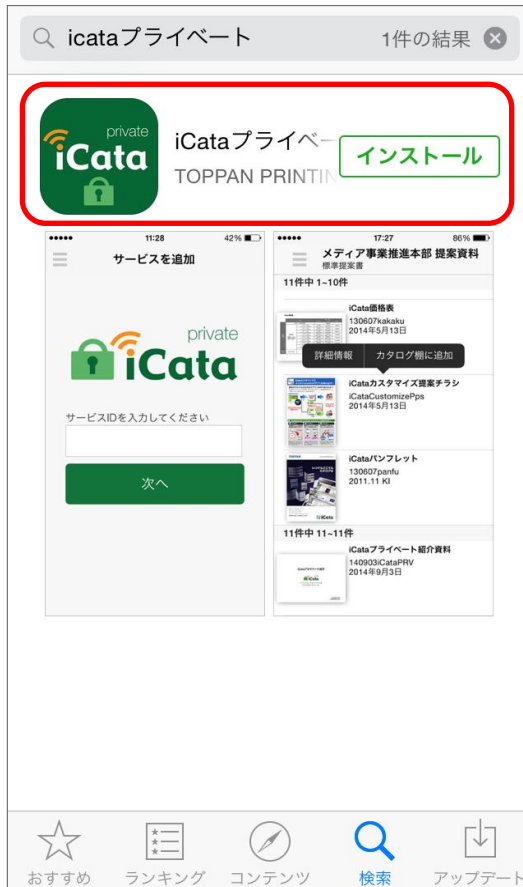 icataプライベート 1件の結果
private
iCata
iCataプライベー
インストール
TOPPAN PRINTIN
11:28 42%
サービスを追加
private
iCata
サービスIDを入力してください
次へ
17:27 86%
メディア事業推進本部 提案資料
標準提案書
11件中 1~10件
iCata価格表
130607kakaku
2014年5月13日
詳細情報 カタログ棚に追加
iCataカスタマイズ提案チラシ
iCataCustomizePps
2014年5月13日
iCataパンフレット
130607panfu
2011.11 KI
11件中 11~11件
iCataプライベート紹介資料
140903iCataPRV
2014年9月3日
おすすめ ランキング コンテンツ 検索 アップデート